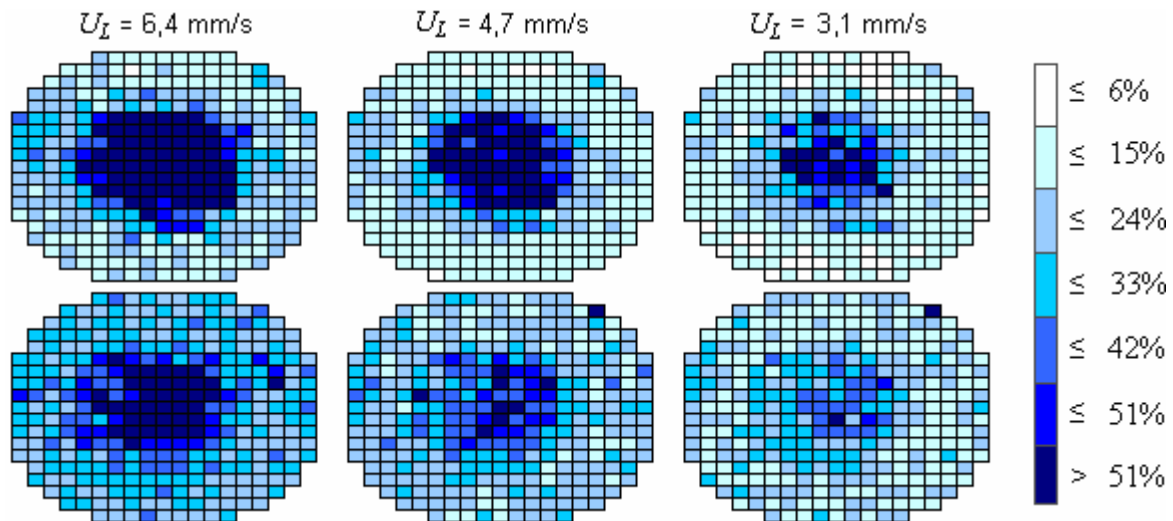 U_L = 6,4 mm/s
U_L = 4,7 mm/s
U_L = 3,1 mm/s
≤ 6%
≤ 15%
≤ 24%
≤ 33%
≤ 42%
≤ 51%
> 51%